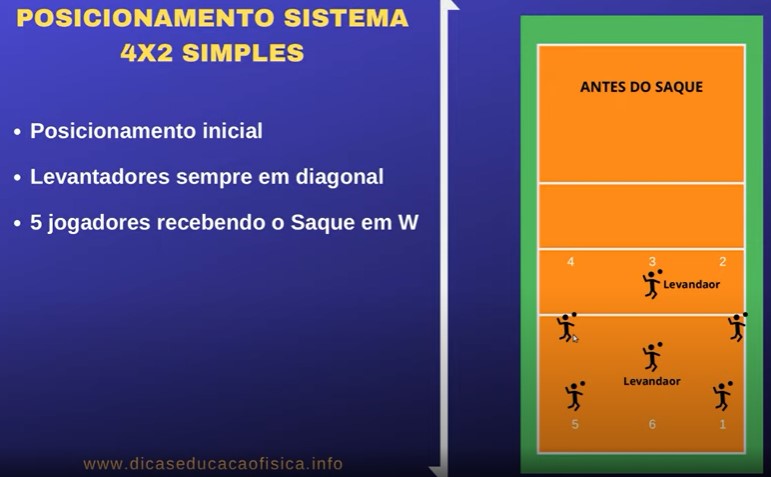 POSICIONAMENTO SISTEMA
4X2 SIMPLES
• Posicionamento inicial
• Levantadores sempre em diagonal
• 5 jogadores recebendo o Saque em W
www.dicaseducacaofisica.info
ANTES DO SAQUE
4 3 2
Levandaor
Levandaor
5 6 1